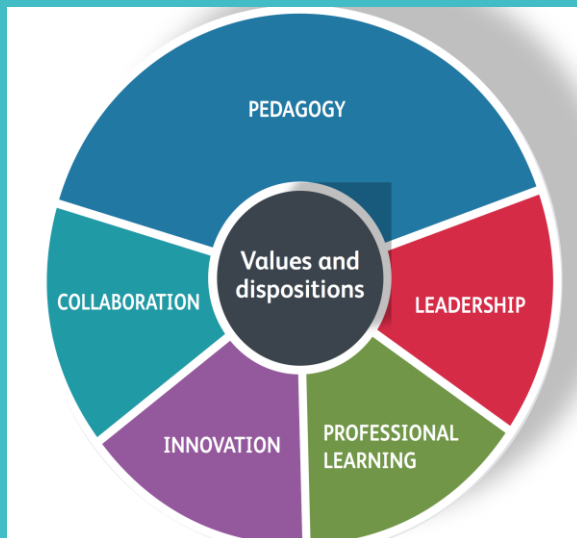 PEDAGOGY
Values and
dispositions
COLLABORATION
LEADERSHIP
INNOVATION
PROFESSIONAL
LEARNING